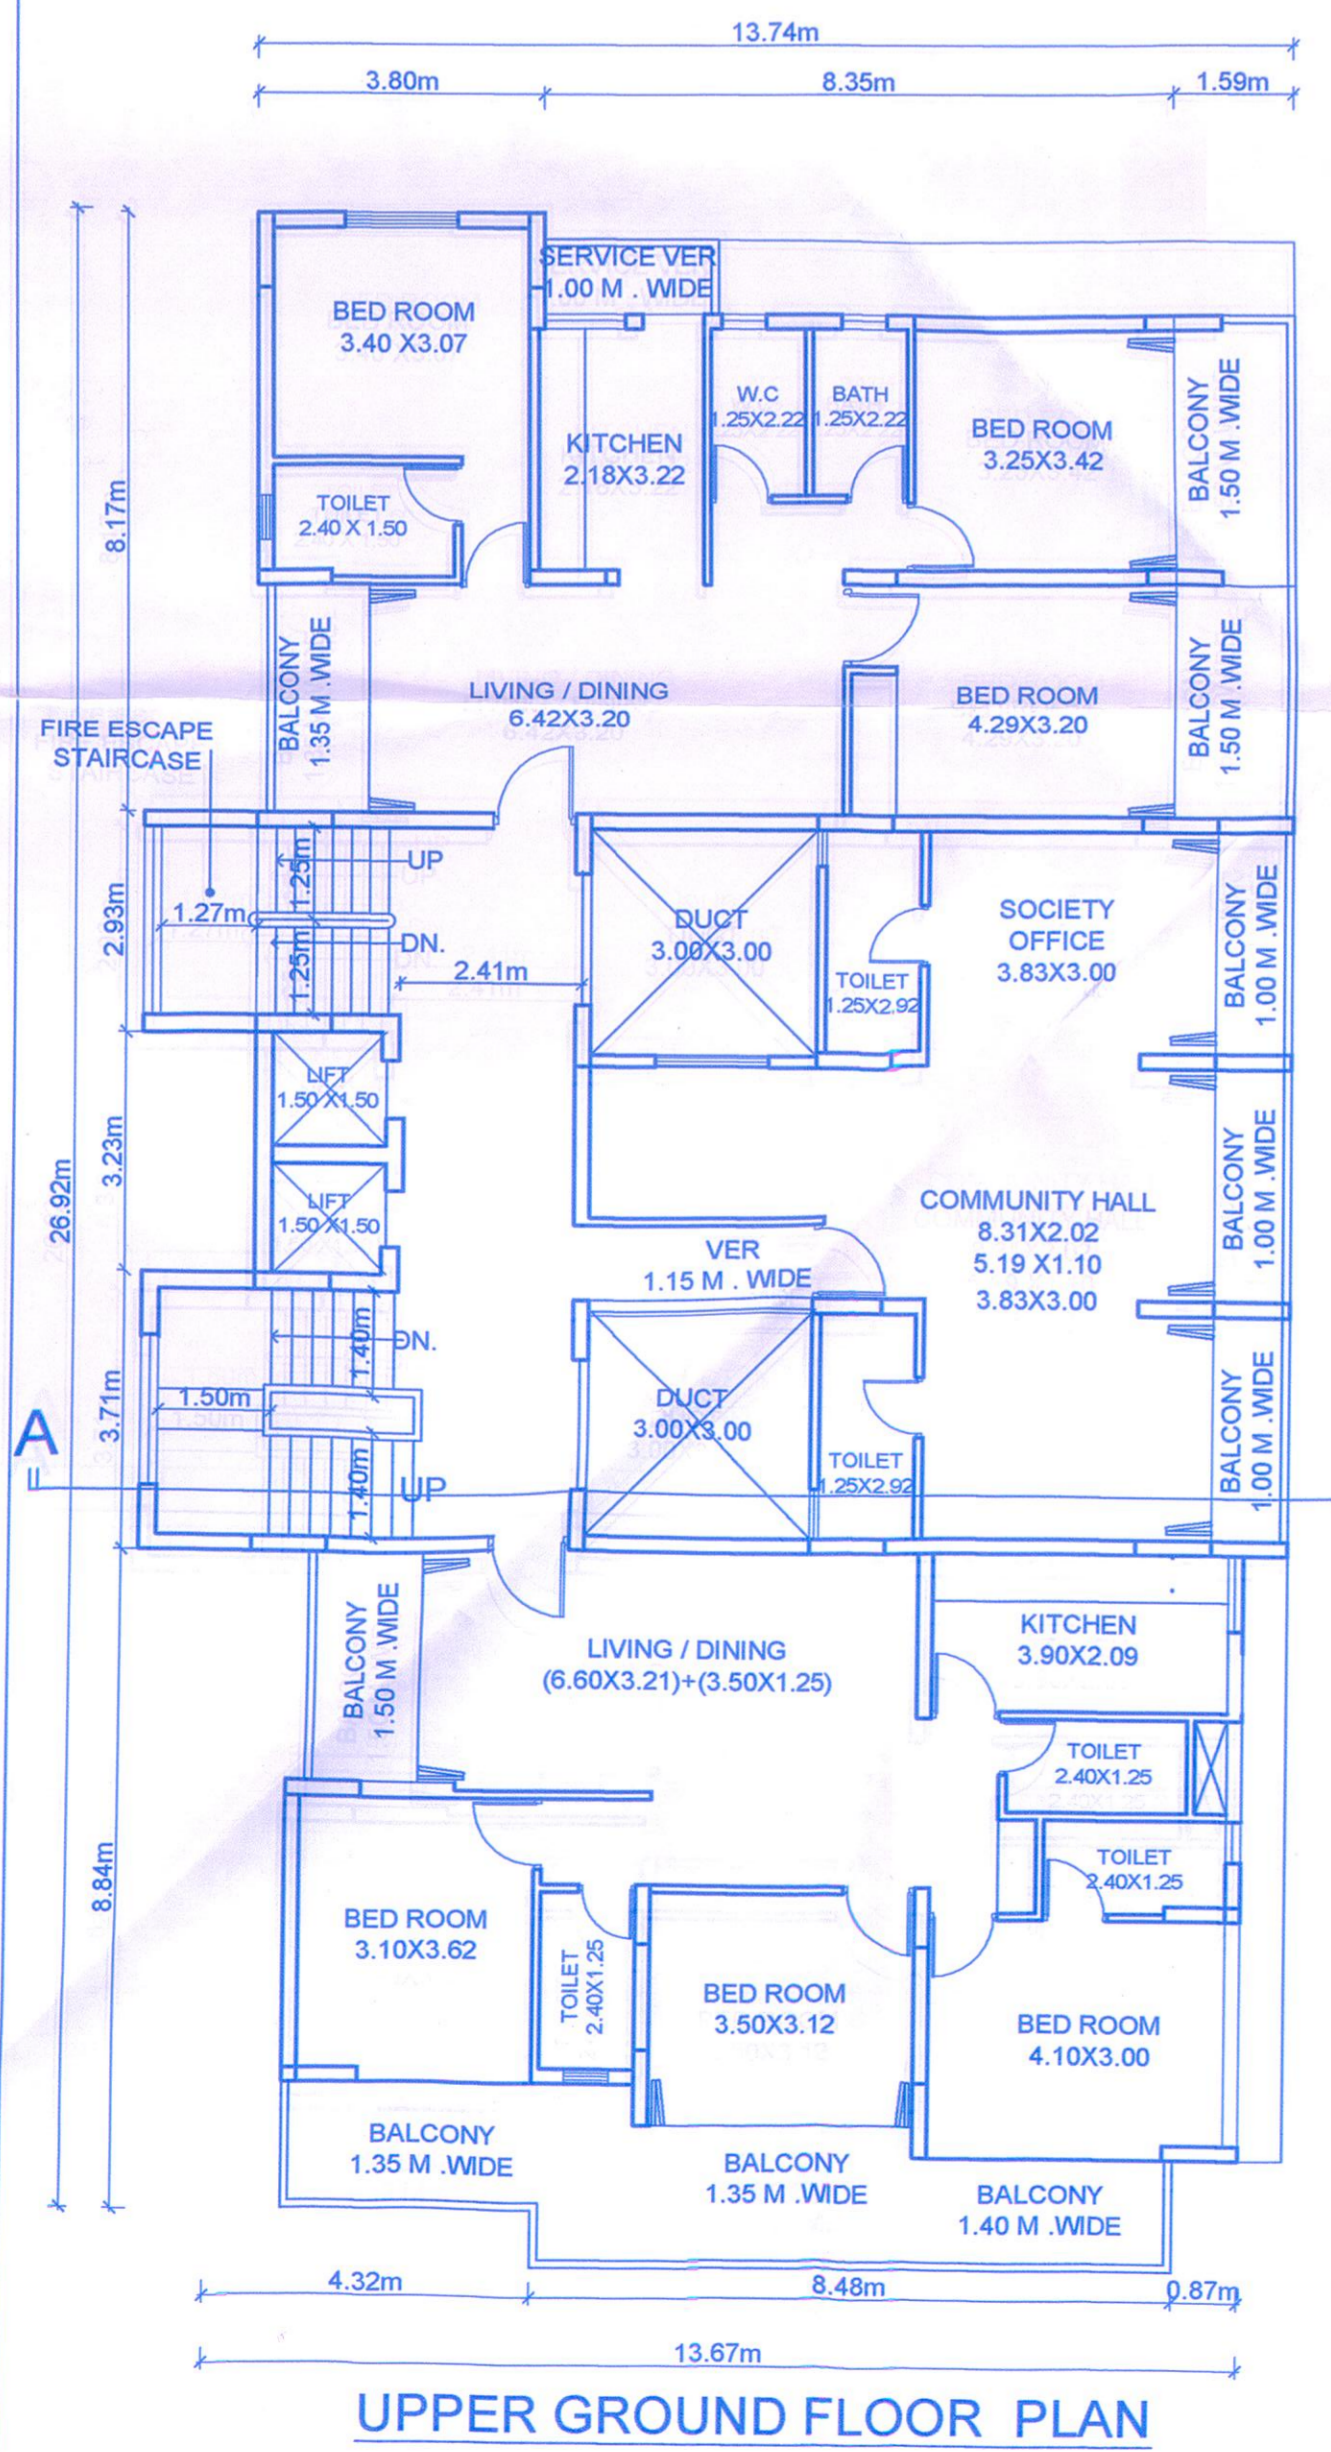 13.74m
3.80m
8.35m
1.59m
SERVICE VER
1.00 M . WIDE
BED ROOM
3.40 X3.07
W.C
1.25X2.22
BATH
1.25X2.22
BALCONY
1.50 M .WIDE
KITCHEN
2.18X3.22
BED ROOM
3.25X3.42
TOILET
2.40 X 1.50
8.17m
BALCONY
1.35 M .WIDE
LIVING / DINING
6.42X3.20
BED ROOM
4.29X3.20
BALCONY
1.50 M .WIDE
FIRE ESCAPE
STAIRCASE
UP
1.25m
1.27m
DN.
1.25m
2.93m
2.41m
DUCT
3.00X3.00
TOILET
1.25X2.92
SOCIETY
OFFICE
3.83X3.00
BALCONY
1.00 M .WIDE
LIFT
1.50 X1.50
3.23m
26.92m
LIFT
1.50 X1.50
VER
1.15 M . WIDE
COMMUNITY HALL
8.31X2.02
5.19 X1.10
3.83X3.00
BALCONY
1.00 M .WIDE
DN.
1.40m
1.50m
3.71m
A
1.40m
UP
DUCT
3.00X3.00
TOILET
1.25X2.92
BALCONY
1.00 M .WIDE
BALCONY
1.50 M .WIDE
LIVING / DINING
(6.60X3.21)+(3.50X1.25)
KITCHEN
3.90X2.09
TOILET
2.40X1.25
TOILET
2.40X1.25
8.84m
BED ROOM
3.10X3.62
TOILET
2.40X1.25
BED ROOM
3.50X3.12
BED ROOM
4.10X3.00
BALCONY
1.35 M .WIDE
BALCONY
1.35 M .WIDE
BALCONY
1.40 M .WIDE
4.32m
8.48m
0.87m
13.67m
UPPER GROUND FLOOR PLAN